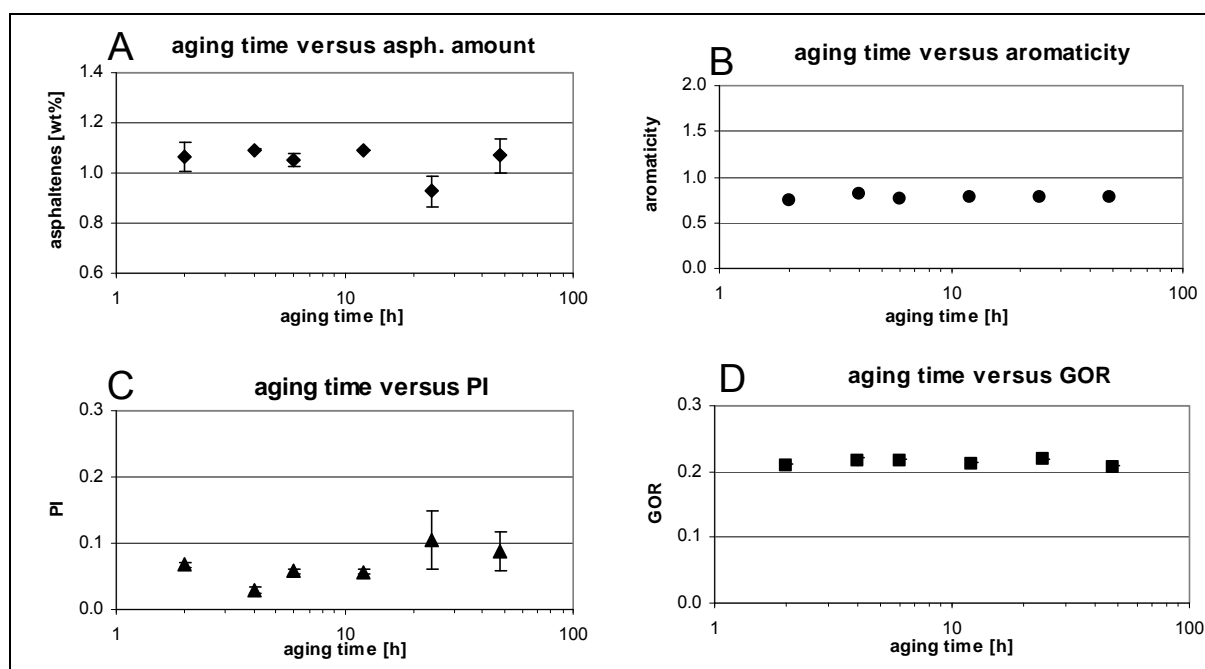 A
aging time versus asph. amount
asphaltenes [wt%]
1.4
1.2
1.0
0.8
0.6
1
10
100
aging time [h]
B
aging time versus aromaticity
aromaticity
2.0
1.5
1.0
0.5
0.0
1
10
100
aging time [h]
C
aging time versus PI
PI
0.3
0.2
0.1
0.0
1
10
100
aging time [h]
D
aging time versus GOR
GOR
0.3
0.2
0.1
0.0
1
10
100
aging time [h]